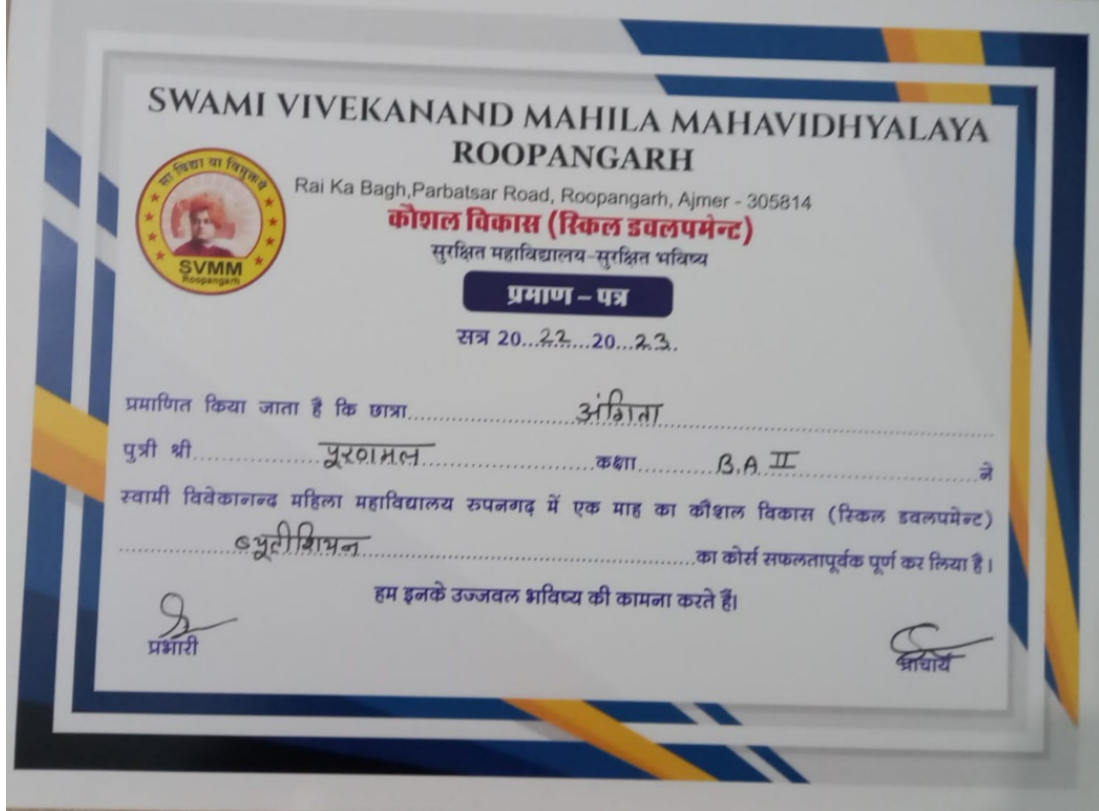 SWAMI VIVEKANAND MAHILA MAHAVIDHYALAYA
ROOPANGARH
सा विद्या या विमुक्तये
SVMM
Roopangarh
Rai Ka Bagh,Parbatsar Road, Roopangarh, Ajmer - 305814
कौशल विकास (स्किल डवलपमेन्ट)
सुरक्षित महाविद्यालय-सुरक्षित भविष्य
प्रमाण – पत्र
सत्र 20...22...20...23.
प्रमाणित किया जाता है कि छात्रा.................अंगिता.................
पुत्री श्री.................पूरणमल.................कक्षा.................B.A II.................ने
स्वामी विवेकानन्द महिला महाविद्यालय रुपनगढ़ में एक माह का कौशल विकास (स्किल डवलपमेन्ट)
.................ब्यूटीशियन.................का कोर्स सफलतापूर्वक पूर्ण कर लिया है।
हम इनके उज्जवल भविष्य की कामना करते हैं।
प्रभारी
प्राचार्य